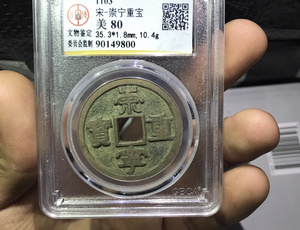 1103
宋-崇宁重宝
美 80
文物鉴定 35.3*1.8mm,10.4g
委员会监制 90149800
崇
寶 重
寧